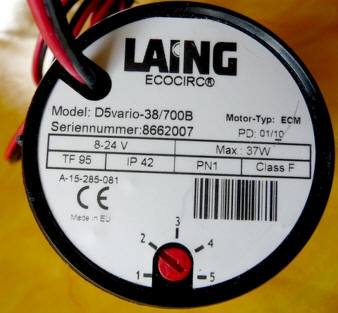 LAING
ECOCIRC®
Model: D5vario-38/700B Motor-Typ: ECM
Seriennummer:8662007 PD: 01/10
8-24 V Max.: 37W
TF 95 IP 42 PN1 Class F
A-15-285-081
CE
Made in EU
3
2 4
1 5